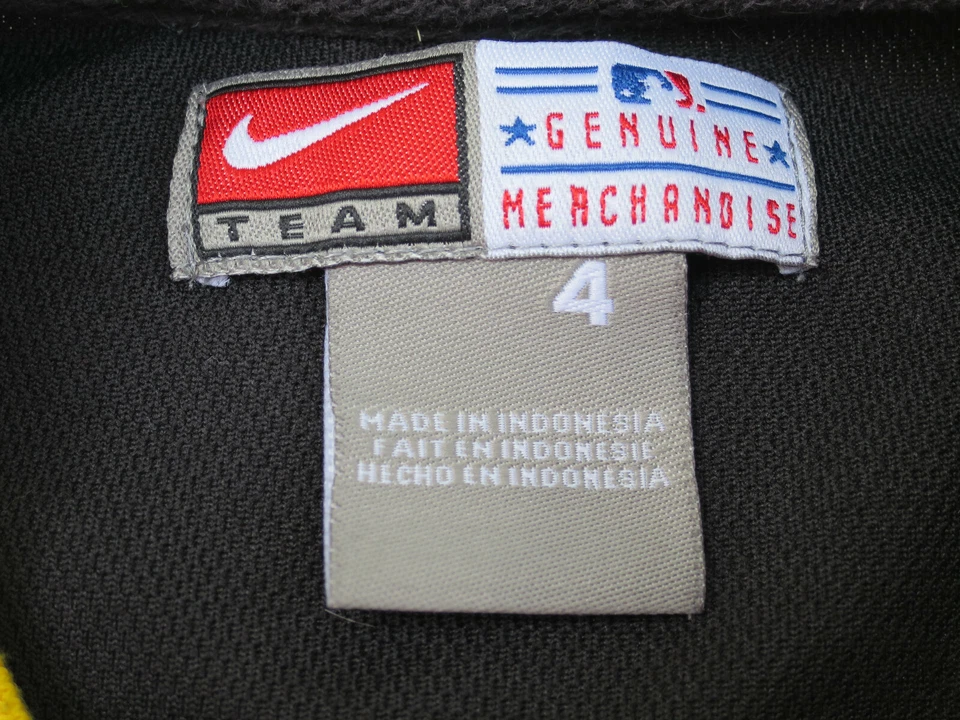 TEAM
GENUINE
MERCHANDISE
4
MADE IN INDONESIA
FAIT EN INDONESIE
HECHO EN INDONESIA